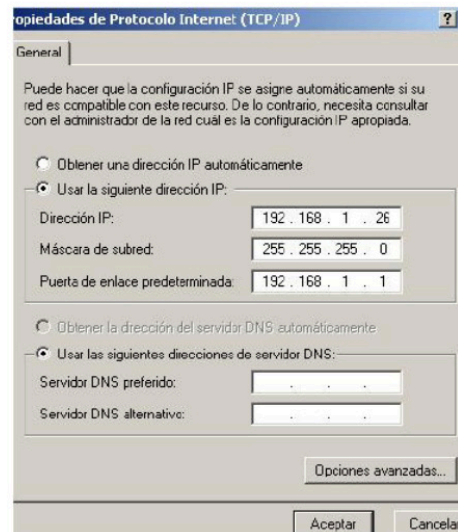 opiedades de Protocolo Internet (TCP/IP) ?
General
Puede hacer que la configuración IP se asigne automáticamente si su
red es compatible con este recurso. De lo contrario, necesita consultar
con el administrador de la red cuál es la configuración IP apropiada.
Obtener una dirección IP automáticamente
Usar la siguiente dirección IP:
Dirección IP: 192 . 168 . 1 . 26
Máscara de subred: 255 . 255 . 255 . 0
Puerta de enlace predeterminada: 192 . 168 . 1 . 1
Obtener la dirección del servidor DNS automáticamente
Usar las siguientes direcciones de servidor DNS:
Servidor DNS preferido: . . .
Servidor DNS alternativo: . . .
Opciones avanzadas...
Aceptar Cancela